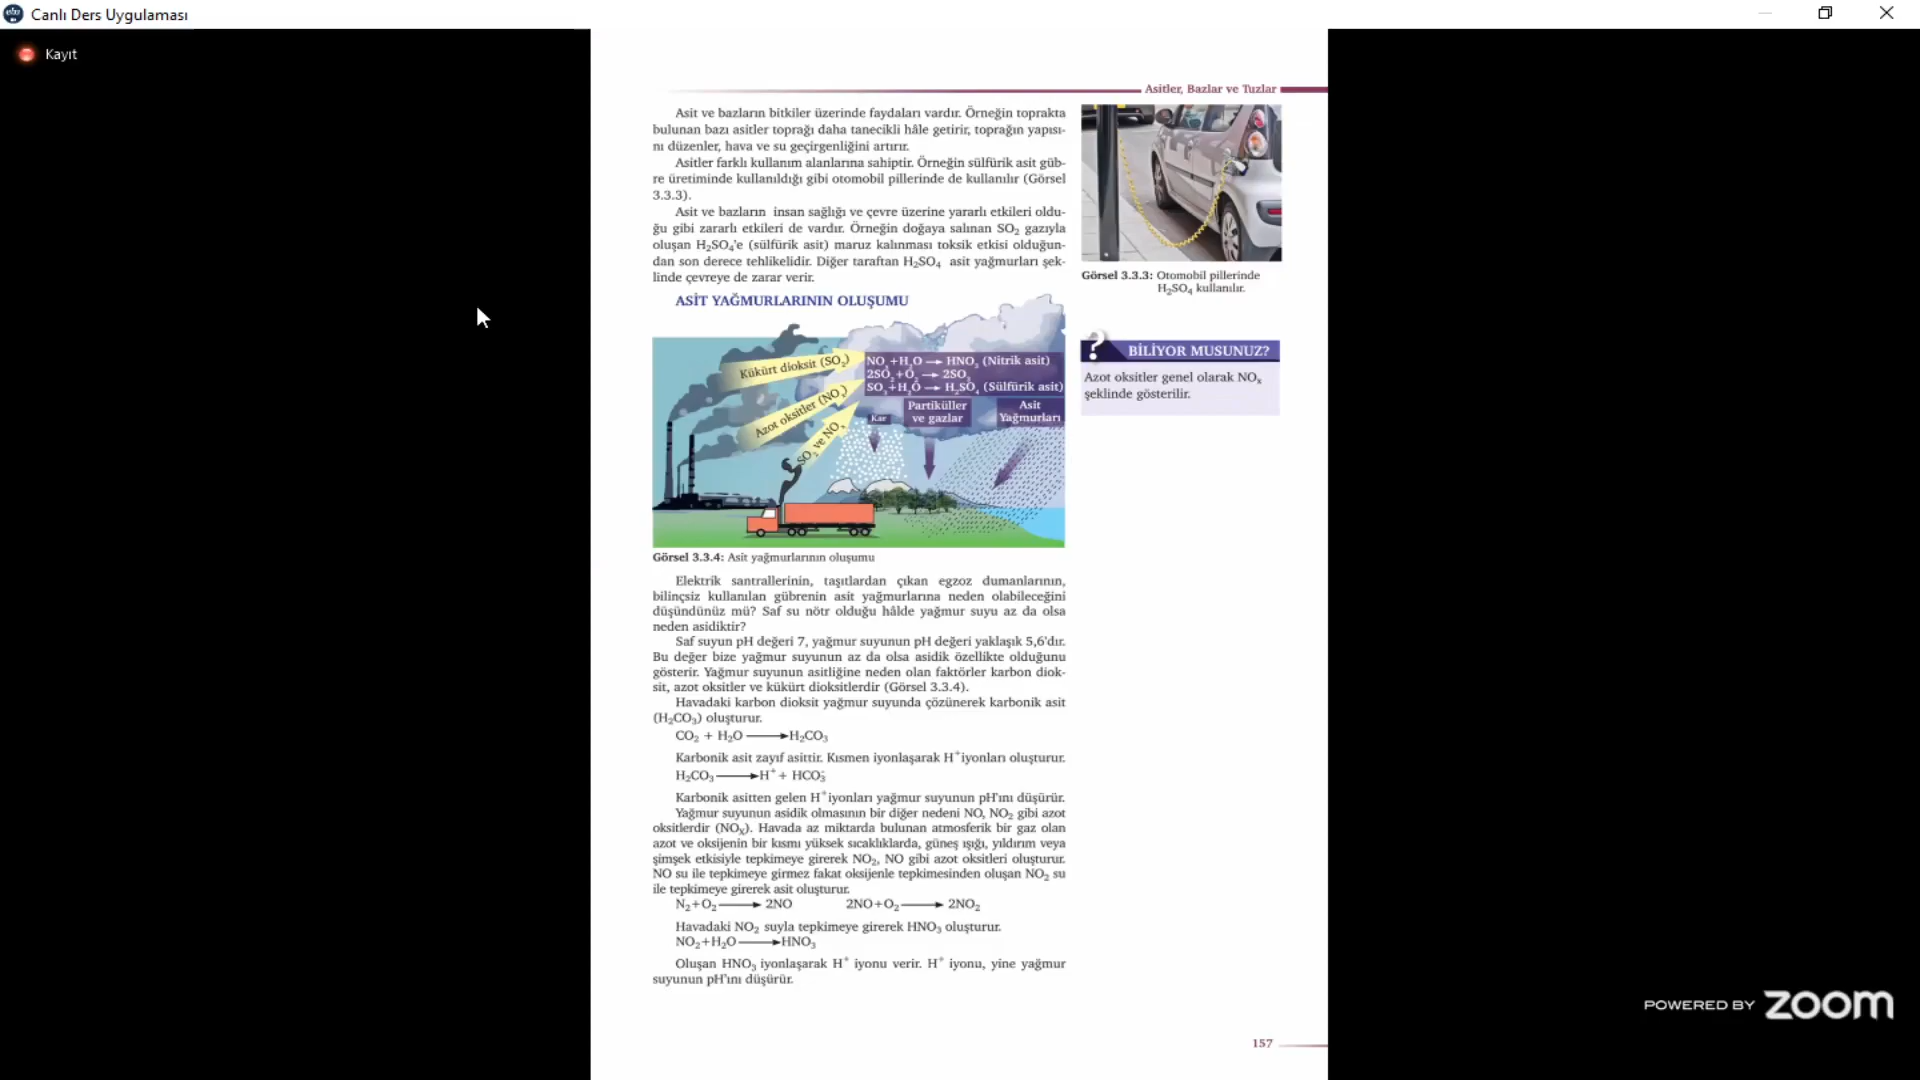 Canlı Ders Uygulaması
Kayıt
Asitler, Bazlar ve Tuzlar
Asit ve bazların bitkiler üzerinde faydaları vardır. Örneğin toprakta
bulunan bazı asitler toprağı daha tanecikli hâle getirir, toprağın yapısı-
nı düzenler, hava ve su geçirgenliğini artırır.
Asitler farklı kullanım alanlarına sahiptir. Örneğin sülfürik asit güb-
re üretiminde kullanıldığı gibi otomobil pillerinde de kullanılır (Görsel
3.3.3).
Asit ve bazların insan sağlığı ve çevre üzerine yararlı etkileri oldu-
ğu gibi zararlı etkileri de vardır. Örneğin doğaya salınan SO₂ gazıyla
oluşan H₂SO₄'e (sülfürik asit) maruz kalınması toksik etkisi olduğun-
dan son derece tehlikelidir. Diğer taraftan H₂SO₄ asit yağmurları şek-
linde çevreye de zarar verir.
Görsel 3.3.3: Otomobil pillerinde
H₂SO₄ kullanılır.
ASİT YAĞMURLARININ OLUŞUMU
Kükürt dioksit (SO₂)
Azot oksitler (NOₓ)
SO₂ ve NOₓ
NOₓ+H₂O → HNO₃ (Nitrik asit)
2SO₂+O₂ → 2SO₃
SO₃+H₂O → H₂SO₄ (Sülfürik asit)
Kar
Partiküller
ve gazlar
Asit
Yağmurları
? BİLİYOR MUSUNUZ?
Azot oksitler genel olarak NOₓ
şeklinde gösterilir.
Görsel 3.3.4: Asit yağmurlarının oluşumu
Elektrik santrallerinin, taşıtlardan çıkan egzoz dumanlarının,
bilinçsiz kullanılan gübrenin asit yağmurlarına neden olabileceğini
düşündünüz mü? Saf su nötr olduğu hâlde yağmur suyu az da olsa
neden asidiktir?
Saf suyun pH değeri 7, yağmur suyunun pH değeri yaklaşık 5,6'dır.
Bu değer bize yağmur suyunun az da olsa asidik özellikte olduğunu
gösterir. Yağmur suyunun asitliğine neden olan faktörler karbon diok-
sit, azot oksitler ve kükürt dioksitlerdir (Görsel 3.3.4).
Havadaki karbon dioksit yağmur suyunda çözünerek karbonik asit
(H₂CO₃) oluşturur.
CO₂ + H₂O → H₂CO₃
Karbonik asit zayıf asittir. Kısmen iyonlaşarak H⁺iyonları oluşturur.
H₂CO₃ → H⁺ + HCO₃⁻
Karbonik asitten gelen H⁺iyonları yağmur suyunun pH'ını düşürür.
Yağmur suyunun asidik olmasının bir diğer nedeni NO, NO₂ gibi azot
oksitlerdir (NOₓ). Havada az miktarda bulunan atmosferik bir gaz olan
azot ve oksijenin bir kısmı yüksek sıcaklıklarda, güneş ışığı, yıldırım veya
şimşek etkisiyle tepkimeye girerek NO₂, NO gibi azot oksitleri oluşturur.
NO su ile tepkimeye girmez fakat oksijenle tepkimesinden oluşan NO₂ su
ile tepkimeye girerek asit oluşturur.
N₂+O₂ → 2NO 2NO+O₂ → 2NO₂
Havadaki NO₂ suyla tepkimeye girerek HNO₃ oluşturur.
NO₂+H₂O → HNO₃
Oluşan HNO₃ iyonlaşarak H⁺ iyonu verir. H⁺ iyonu, yine yağmur
suyunun pH'ını düşürür.
157
POWERED BY zoom